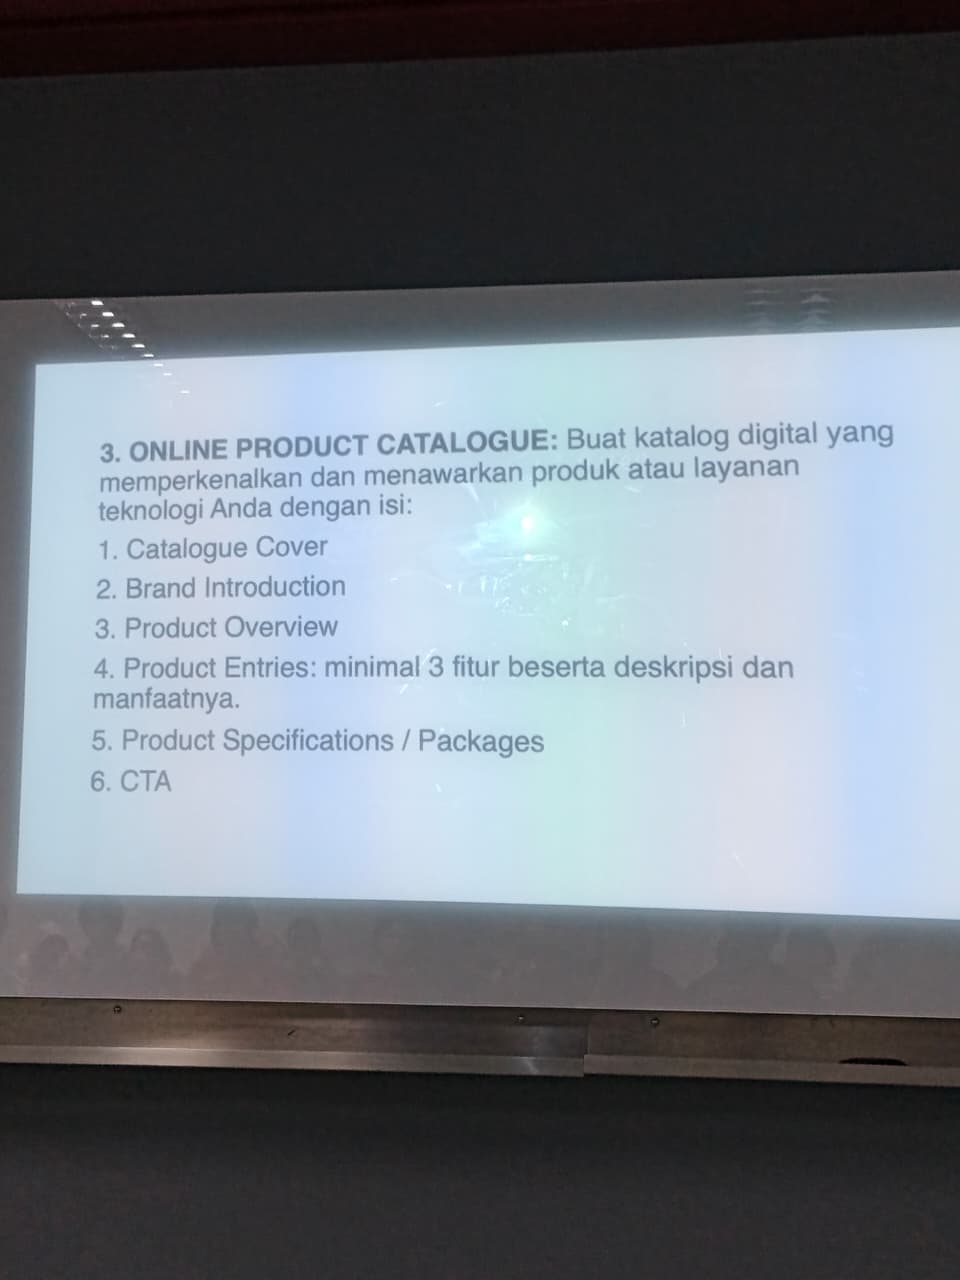 3. ONLINE PRODUCT CATALOGUE: Buat katalog digital yang
memperkenalkan dan menawarkan produk atau layanan
teknologi Anda dengan isi:
1. Catalogue Cover
2. Brand Introduction
3. Product Overview
4. Product Entries: minimal 3 fitur beserta deskripsi dan
manfaatnya.
5. Product Specifications / Packages
6. CTA